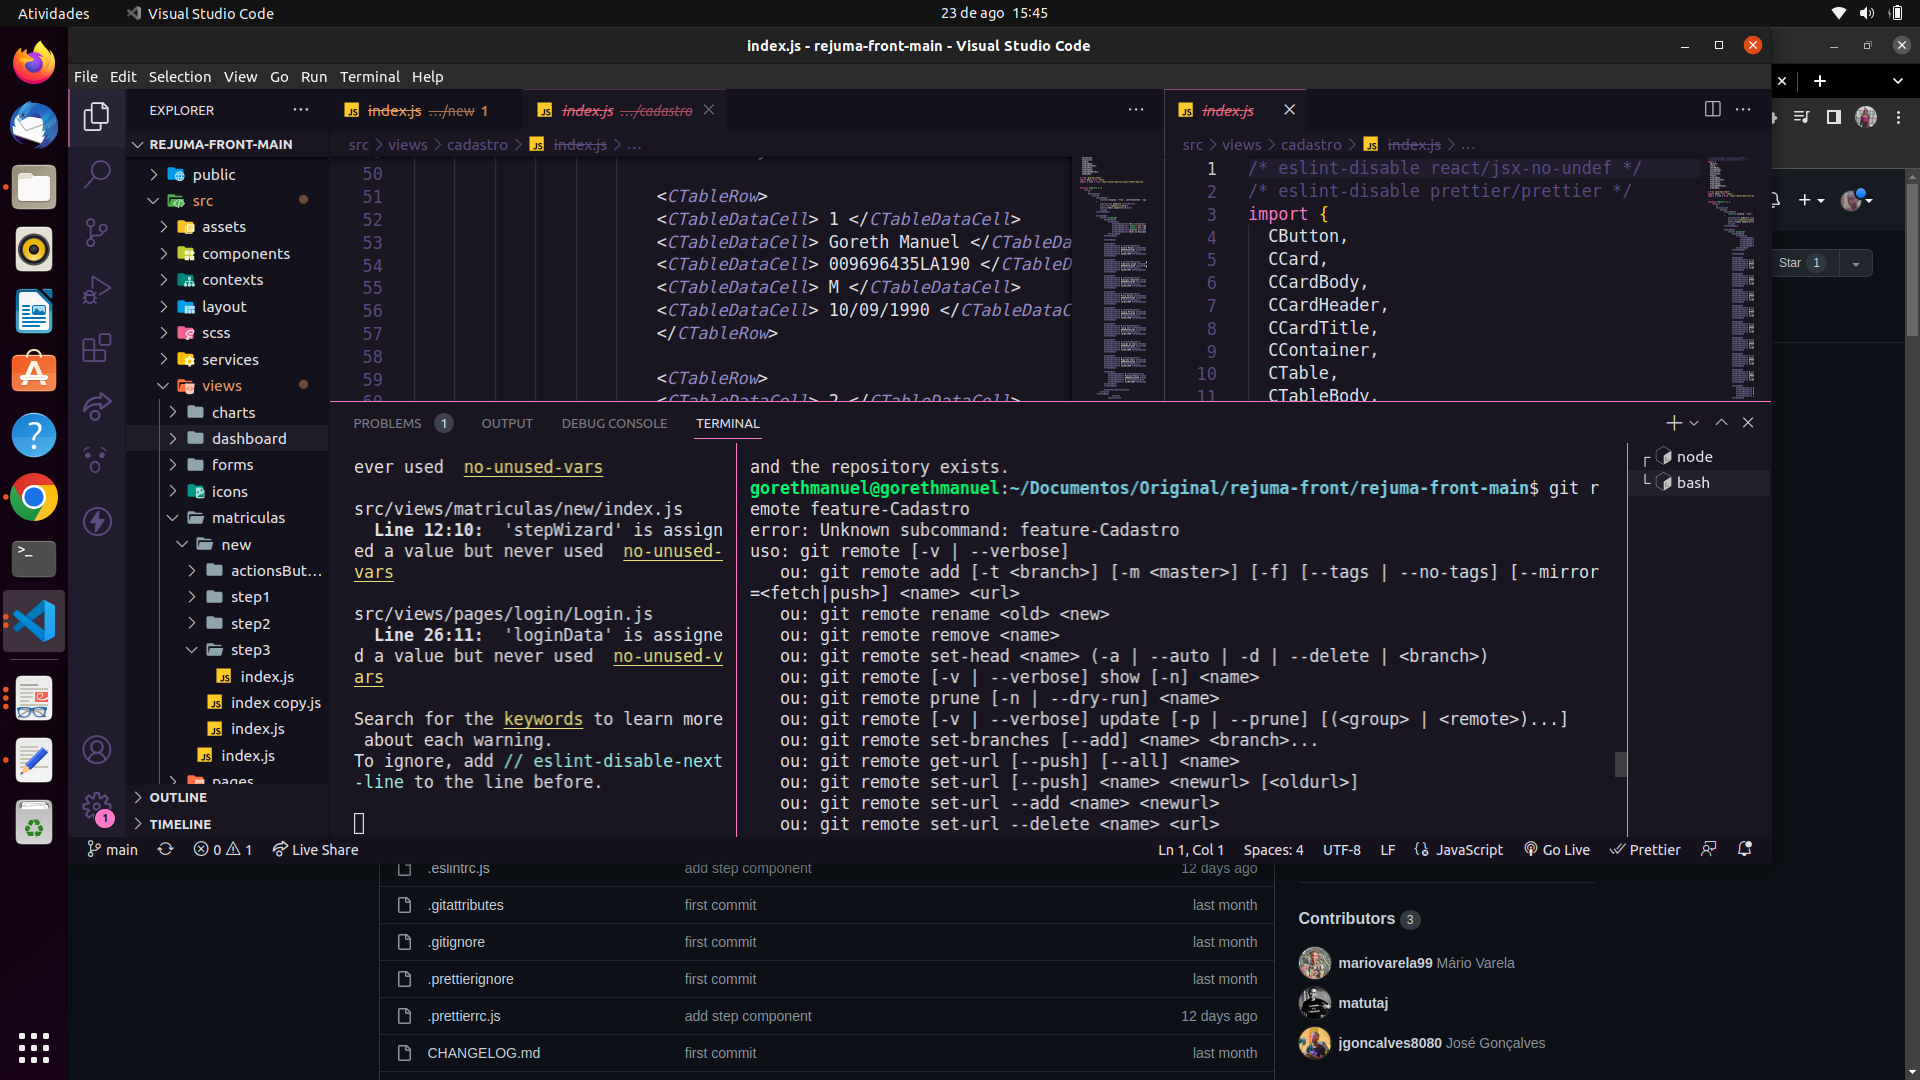 Atividades
Visual Studio Code
23 de ago 15:45
index.js - rejuma-front-main - Visual Studio Code
File Edit Selection View Go Run Terminal Help
EXPLORER
REJUMA-FRONT-MAIN
public
src
assets
components
contexts
layout
scss
services
views
charts
dashboard
forms
icons
matriculas
new
actionsBut...
step1
step2
step3
index.js
index copy.js
index.js
index.js
pages
OUTLINE
TIMELINE
index.js .../new 1
index.js .../cadastro
src > views > cadastro > index.js > ...
50
51 <CTableRow>
52 <CTableDataCell> 1 </CTableDataCell>
53 <CTableDataCell> Goreth Manuel </CTableDa
54 <CTableDataCell> 009696435LA190 </CTableD
55 <CTableDataCell> M </CTableDataCell>
56 <CTableDataCell> 10/09/1990 </CTableDataC
57 </CTableRow>
58
59 <CTableRow>
60 <CTableDataCell> 2 </CTableDataCell>
index.js
src > views > cadastro > index.js > ...
1 /* eslint-disable react/jsx-no-undef */
2 /* eslint-disable prettier/prettier */
3 import {
4 CButton,
5 CCard,
6 CCardBody,
7 CCardHeader,
8 CCardTitle,
9 CContainer,
10 CTable,
11 CTableBody,
PROBLEMS 1 OUTPUT DEBUG CONSOLE TERMINAL
ever used no-unused-vars
src/views/matriculas/new/index.js
Line 12:10: 'stepWizard' is assign
ed a value but never used no-unused-
vars
src/views/pages/login/Login.js
Line 26:11: 'loginData' is assigne
d a value but never used no-unused-v
ars
Search for the keywords to learn more
about each warning.
To ignore, add // eslint-disable-next
-line to the line before.
and the repository exists.
gorethmanuel@gorethmanuel:~/Documentos/Original/rejuma-front/rejuma-front-main$ git r
emote feature-Cadastro
error: Unknown subcommand: feature-Cadastro
uso: git remote [-v | --verbose]
ou: git remote add [-t <branch>] [-m <master>] [-f] [--tags | --no-tags] [--mirror
=<fetch|push>] <name> <url>
ou: git remote rename <old> <new>
ou: git remote remove <name>
ou: git remote set-head <name> (-a | --auto | -d | --delete | <branch>)
ou: git remote [-v | --verbose] show [-n] <name>
ou: git remote prune [-n | --dry-run] <name>
ou: git remote [-v | --verbose] update [-p | --prune] [(<group> | <remote>)...]
ou: git remote set-branches [--add] <name> <branch>...
ou: git remote get-url [--push] [--all] <name>
ou: git remote set-url [--push] <name> <newurl> [<oldurl>]
ou: git remote set-url --add <name> <newurl>
ou: git remote set-url --delete <name> <url>
node
bash
Star 1
1
main 0 1 Live Share
Ln 1, Col 1 Spaces: 4 UTF-8 LF JavaScript Go Live Prettier
.eslintrc.js add step component 12 days ago
.gitattributes first commit last month
.gitignore first commit last month
.prettierignore first commit last month
.prettierrc.js add step component 12 days ago
CHANGELOG.md first commit last month
Contributors 3
mariovarela99 Mário Varela
matutaj
jgoncalves8080 José Gonçalves